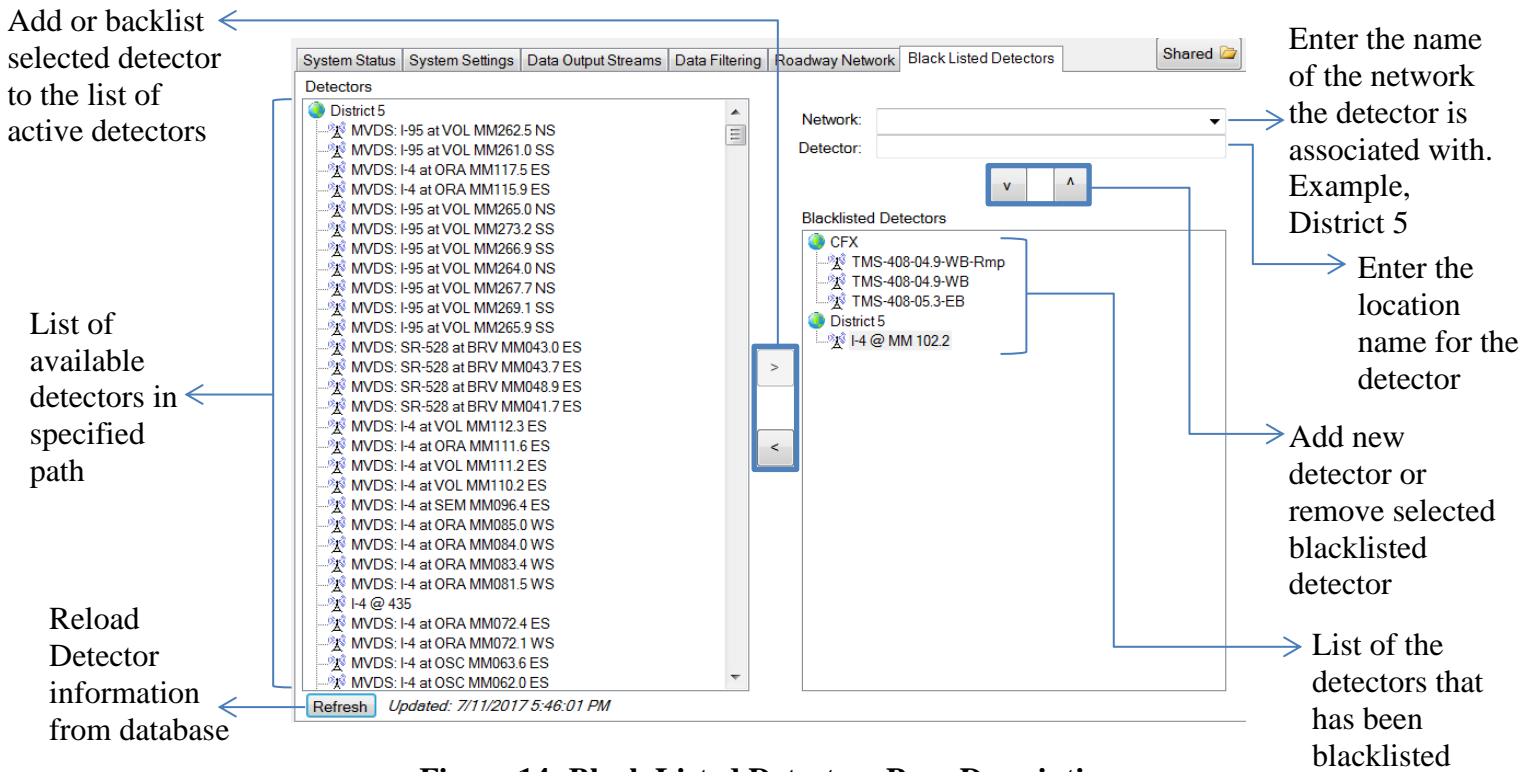 Add or backlist
selected detector
to the list of
active detectors
List of
available
detectors in
specified
path
Reload
Detector
information
from database
System Status
System Settings
Data Output Streams
Data Filtering
Roadway Network
Black Listed Detectors
Shared
Detectors
District 5
MVDS: I-95 at VOL MM262.5 NS
MVDS: I-95 at VOL MM261.0 SS
MVDS: I-4 at ORA MM117.5 ES
MVDS: I-4 at ORA MM115.9 ES
MVDS: I-95 at VOL MM265.0 NS
MVDS: I-95 at VOL MM273.2 SS
MVDS: I-95 at VOL MM266.9 SS
MVDS: I-95 at VOL MM264.0 NS
MVDS: I-95 at VOL MM267.7 NS
MVDS: I-95 at VOL MM269.1 SS
MVDS: I-95 at VOL MM265.9 SS
MVDS: SR-528 at BRV MM043.0 ES
MVDS: SR-528 at BRV MM043.7 ES
MVDS: SR-528 at BRV MM048.9 ES
MVDS: SR-528 at BRV MM041.7 ES
MVDS: I-4 at VOL MM112.3 ES
MVDS: I-4 at ORA MM111.6 ES
MVDS: I-4 at VOL MM111.2 ES
MVDS: I-4 at VOL MM110.2 ES
MVDS: I-4 at SEM MM096.4 ES
MVDS: I-4 at ORA MM085.0 WS
MVDS: I-4 at ORA MM084.0 WS
MVDS: I-4 at ORA MM083.4 WS
MVDS: I-4 at ORA MM081.5 WS
I-4 @ 435
MVDS: I-4 at ORA MM072.4 ES
MVDS: I-4 at ORA MM072.1 WS
MVDS: I-4 at OSC MM063.6 ES
MVDS: I-4 at OSC MM062.0 ES
Refresh
Updated: 7/11/2017 5:46:01 PM
>
<
Network:
Detector:
v
^
Blacklisted Detectors
CFX
TMS-408-04.9-WB-Rmp
TMS-408-04.9-WB
TMS-408-05.3-EB
District 5
I-4 @ MM 102.2
Enter the name
of the network
the detector is
associated with.
Example,
District 5
Enter the
location
name for the
detector
Add new
detector or
remove selected
blacklisted
detector
List of the
detectors that
has been
blacklisted